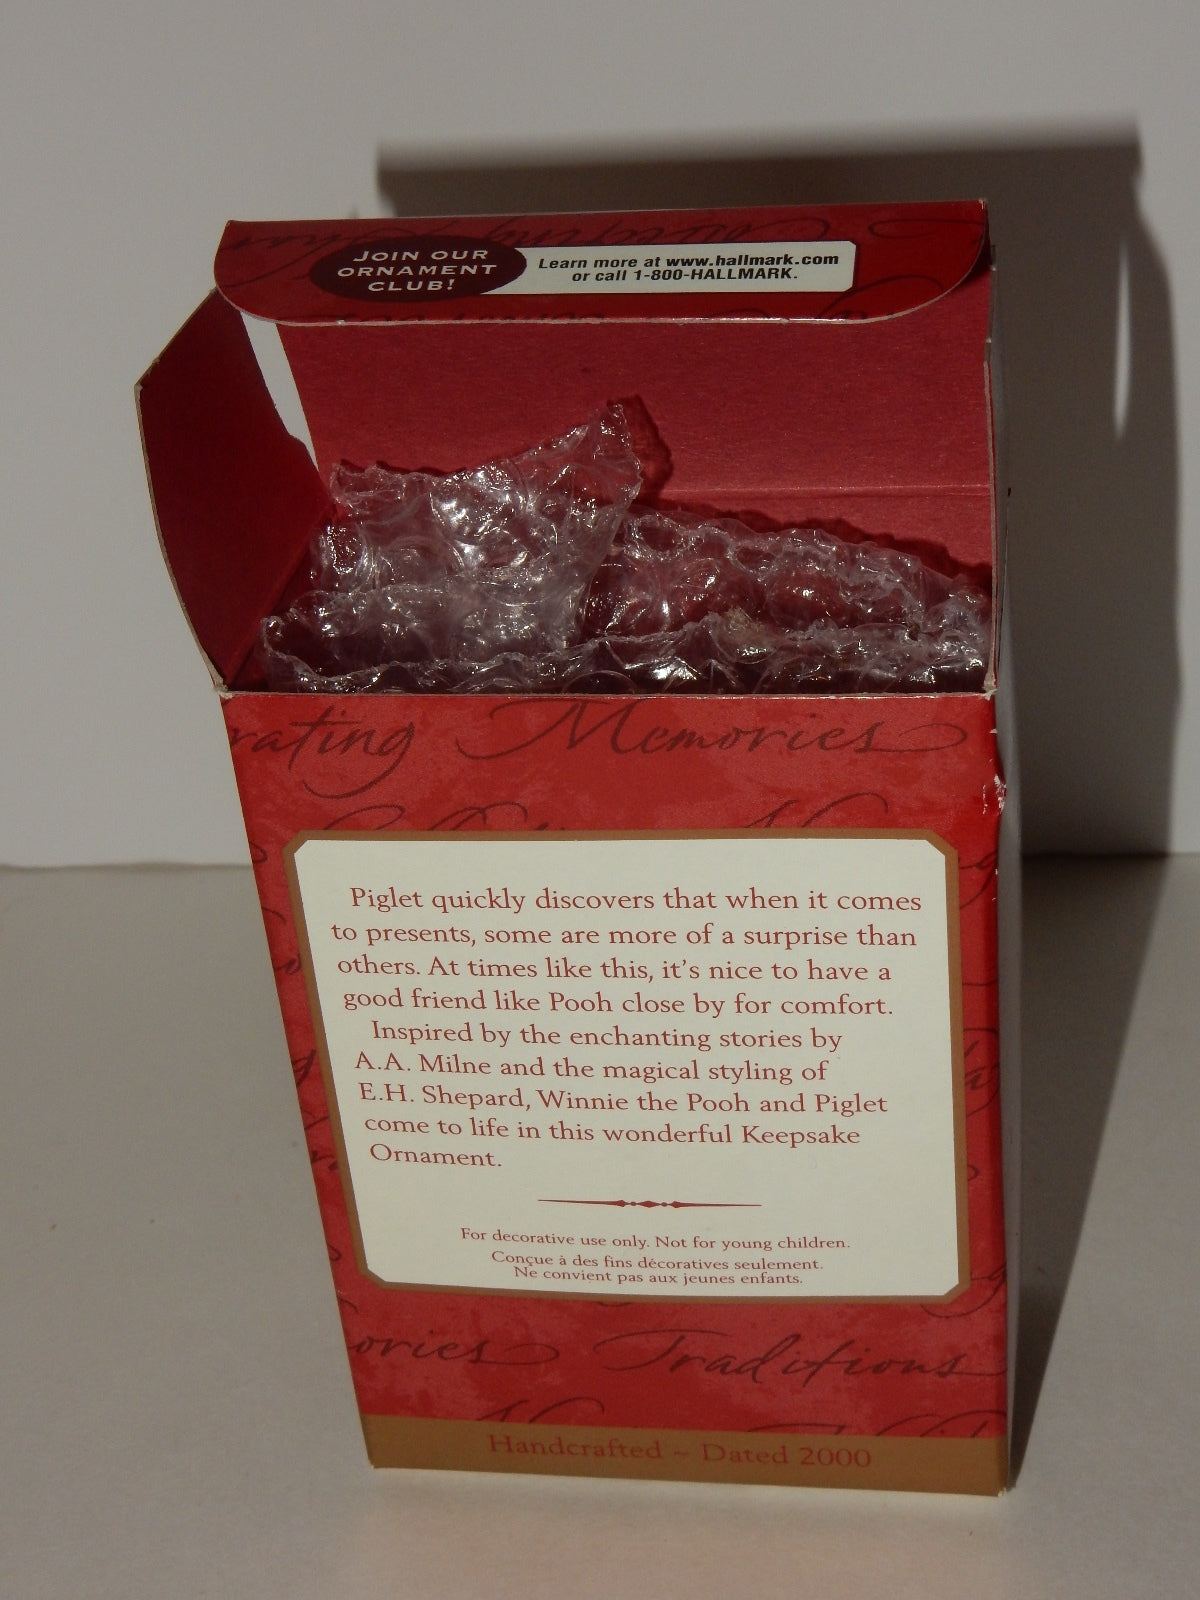 JOIN OUR
ORNAMENT
CLUB!
Learn more at www.hallmark.com
or call 1-800-HALLMARK.
rating Memories
Piglet quickly discovers that when it comes
to presents, some are more of a surprise than
others. At times like this, it's nice to have a
good friend like Pooh close by for comfort.
Inspired by the enchanting stories by
A.A. Milne and the magical styling of
E.H. Shepard, Winnie the Pooh and Piglet
come to life in this wonderful Keepsake
Ornament.
For decorative use only. Not for young children.
Conçue à des fins décoratives seulement.
Ne convient pas aux jeunes enfants.
ories Traditions
Handcrafted ~ Dated 2000